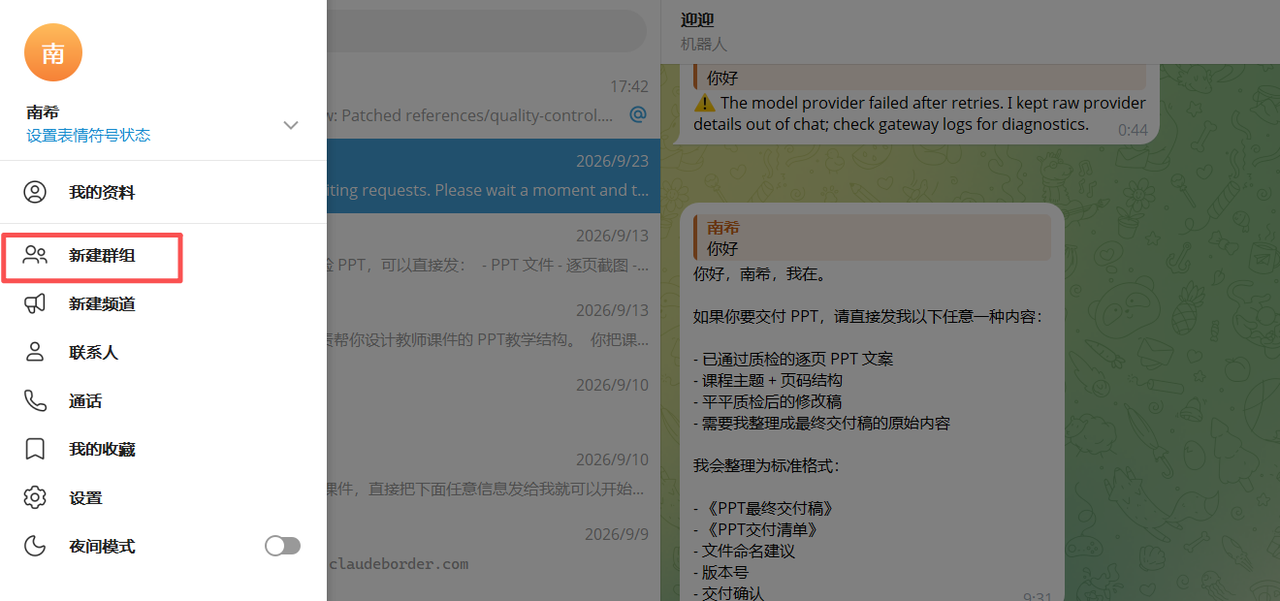 南
南希
设置表情符号状态
我的资料
新建群组
新建频道
联系人
通话
我的收藏
设置
夜间模式
17:42
: Patched references/quality-control....
@
2026/9/23
iting requests. Please wait a moment and t...
2026/9/13
PPT，可以直接发： - PPT 文件 - 逐页截图 -...
2026/9/13
帮你设计教师课件的 PPT教学结构。 你把课...
2026/9/10
2026/9/10
课件，直接把下面任意信息发给我就可以开始...
2026/9/9
claudeborder.com
迎迎
机器人
你好
⚠️ The model provider failed after retries. I kept raw provider
details out of chat; check gateway logs for diagnostics.
0:44
南希
你好
你好，南希，我在。
如果你要交付 PPT，请直接发我以下任意一种内容：
- 已通过质检的逐页 PPT 文案
- 课程主题 + 页码结构
- 平平质检后的修改稿
- 需要我整理成最终交付稿的原始内容
我会整理为标准格式：
- 《PPT最终交付稿》
- 《PPT交付清单》
- 文件命名建议
- 版本号
- 交付确认
9:31